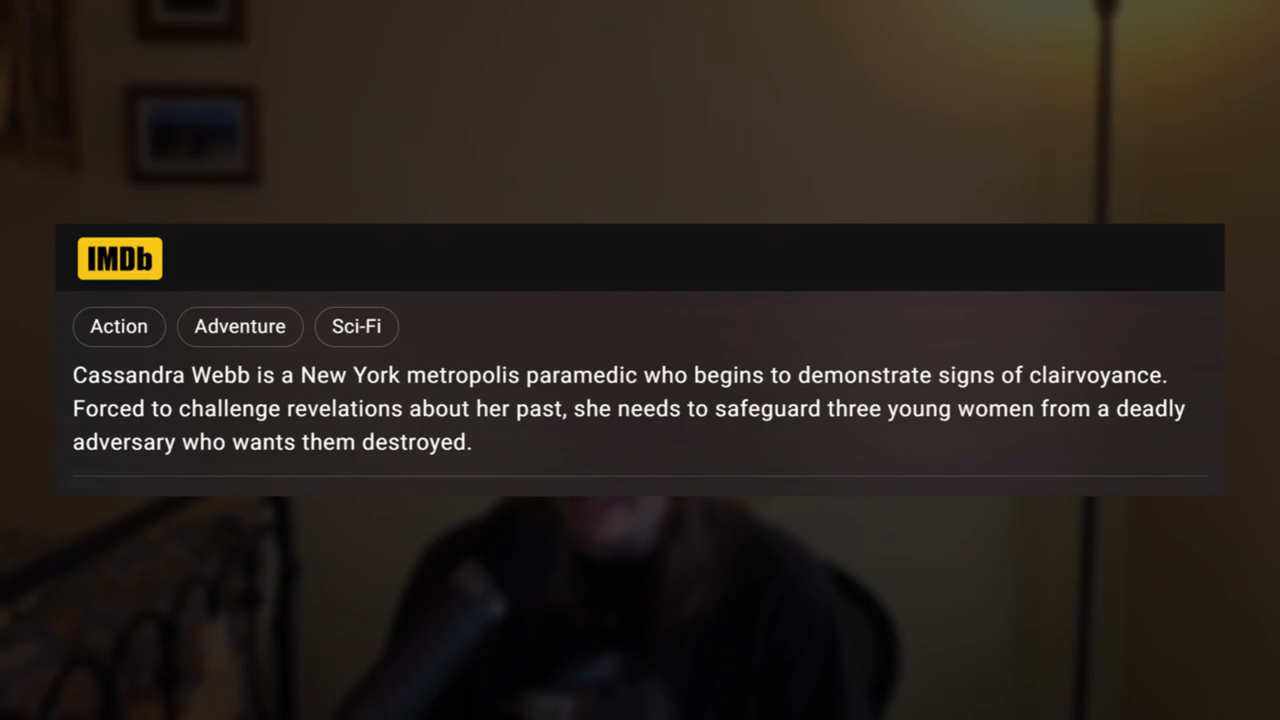 IMDb
Action Adventure Sci-Fi
Cassandra Webb is a New York metropolis paramedic who begins to demonstrate signs of clairvoyance.
Forced to challenge revelations about her past, she needs to safeguard three young women from a deadly
adversary who wants them destroyed.